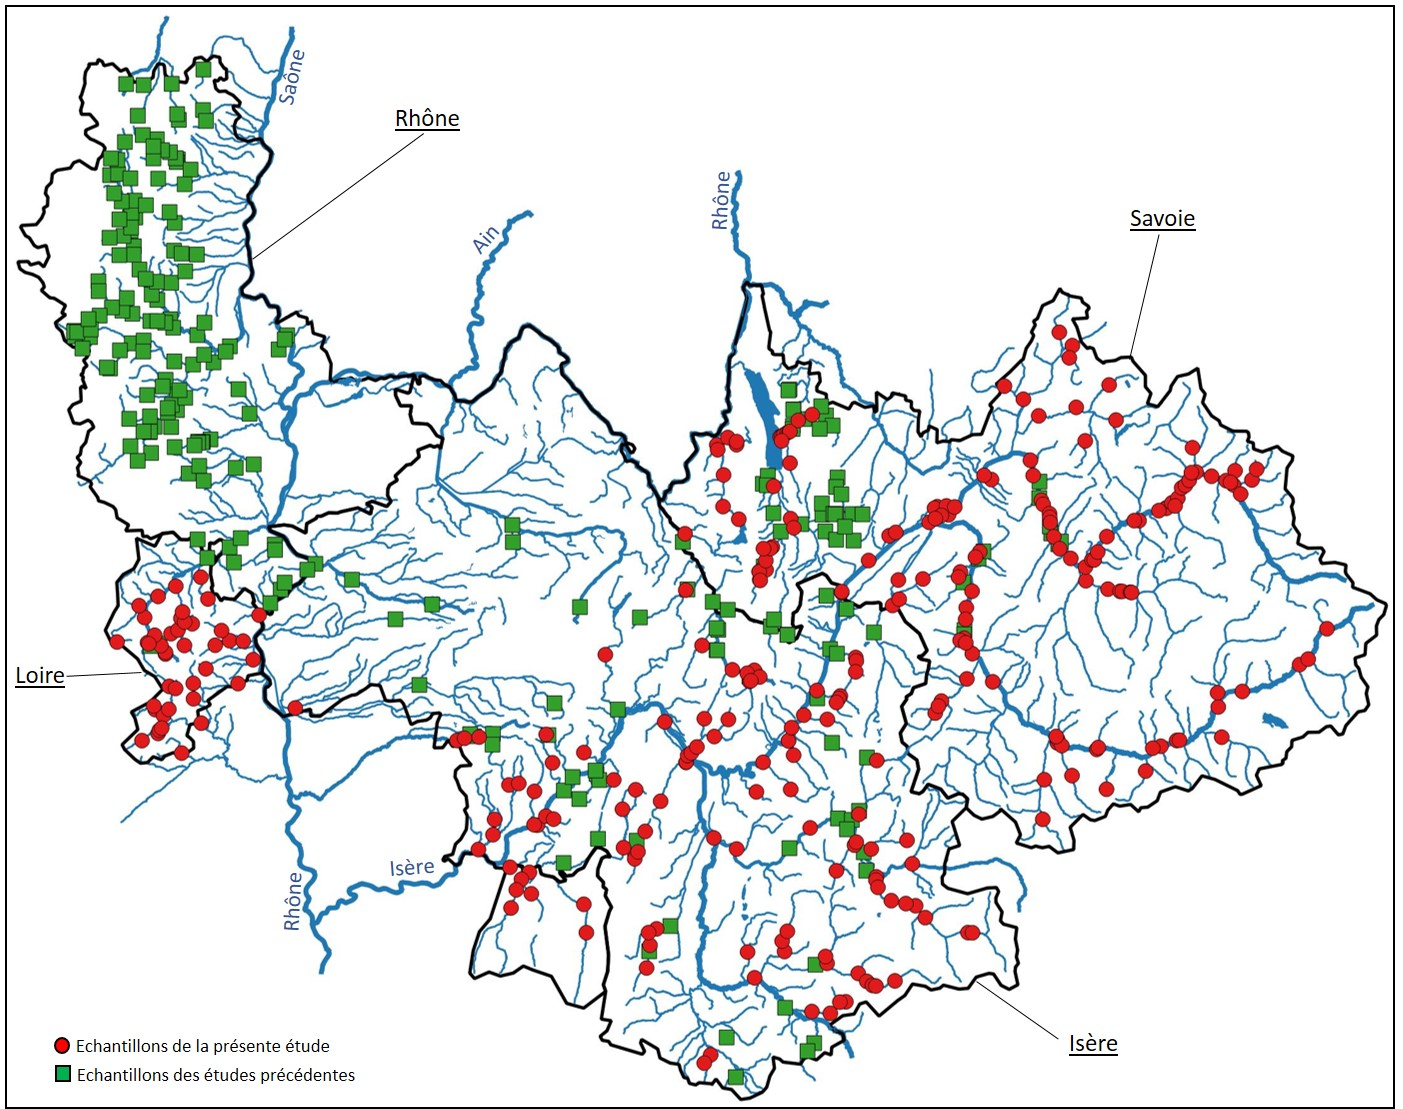 Saône
Rhône
Rhône
Savoie
Ain
Loire
Isère
Rhône
Isère
Echantillons de la présente étude
Echantillons des études précédentes